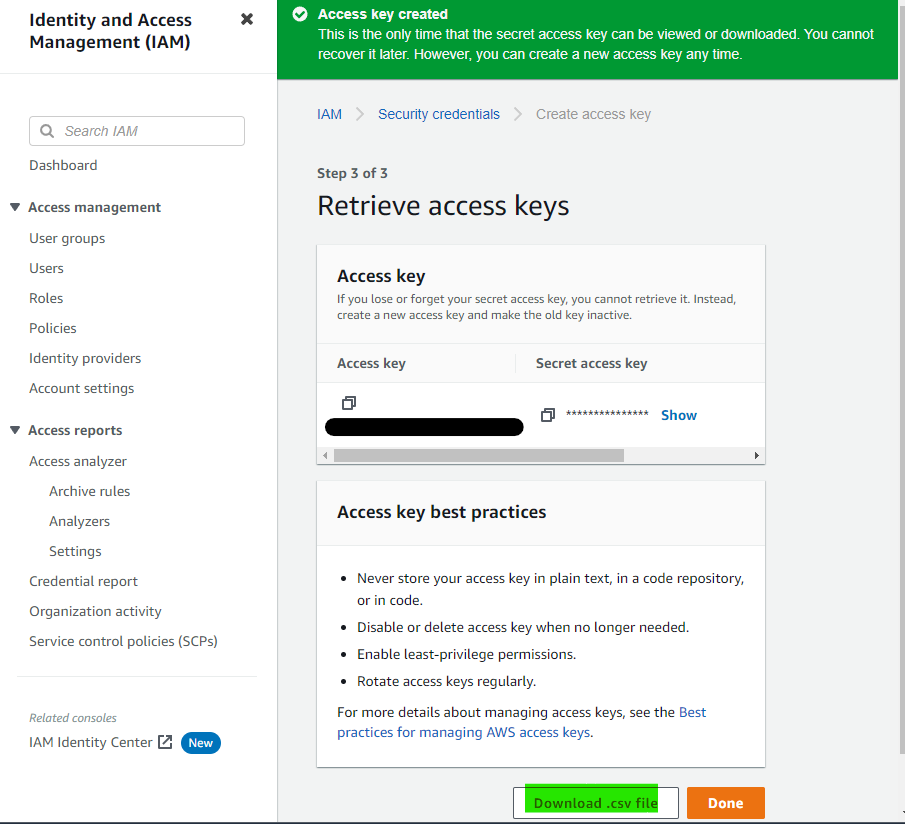 Identity and Access
Management (IAM)
Search IAM
Dashboard
Access management
User groups
Users
Roles
Policies
Identity providers
Account settings
Access reports
Access analyzer
Archive rules
Analyzers
Settings
Credential report
Organization activity
Service control policies (SCPs)
Related consoles
IAM Identity Center New
Access key created
This is the only time that the secret access key can be viewed or downloaded. You cannot
recover it later. However, you can create a new access key any time.
IAM > Security credentials > Create access key
Step 3 of 3
Retrieve access keys
Access key
If you lose or forget your secret access key, you cannot retrieve it. Instead,
create a new access key and make the old key inactive.
Access key Secret access key
*************** Show
Access key best practices
• Never store your access key in plain text, in a code repository,
or in code.
• Disable or delete access key when no longer needed.
• Enable least-privilege permissions.
• Rotate access keys regularly.
For more details about managing access keys, see the Best
practices for managing AWS access keys.
Download .csv file Done